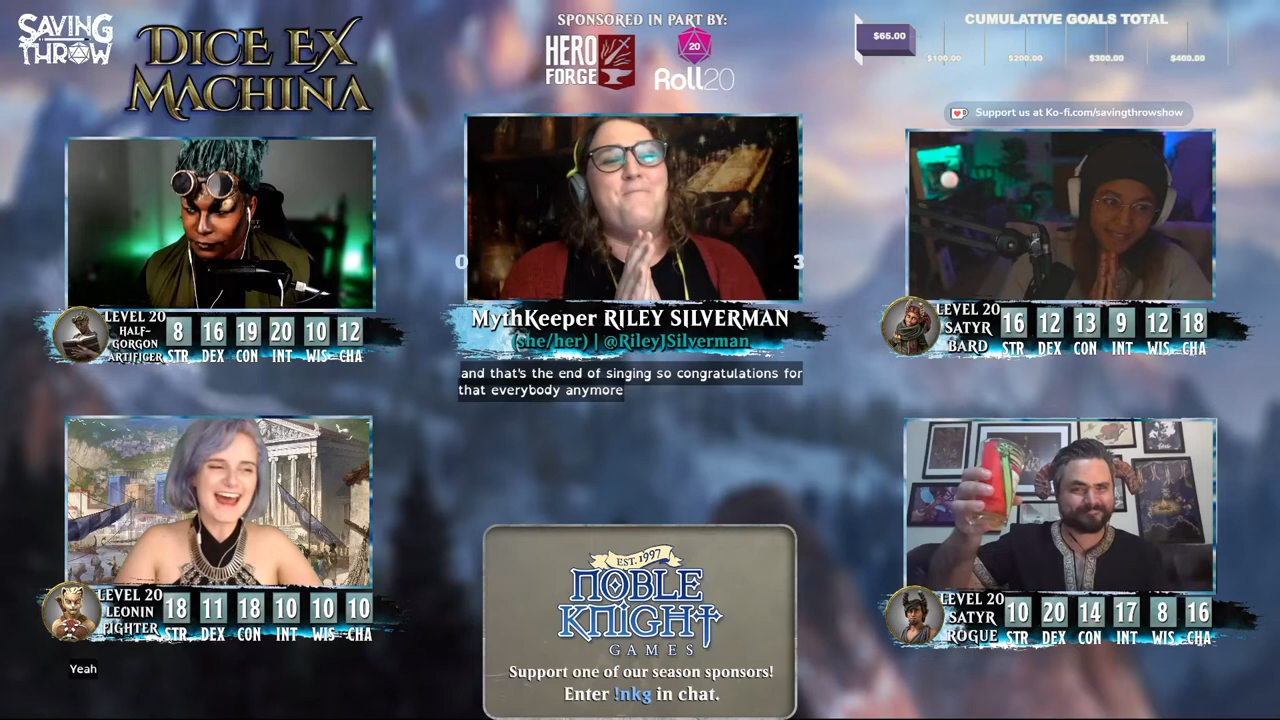 SAVING
THROW
DICE EX
MACHINA
SPONSORED IN PART BY:
HERO
FORGE
20
Roll20
CUMULATIVE GOALS TOTAL
$65.00
$100.00 $200.00 $300.00 $400.00
Support us at Ko-fi.com/savingthrowshow
0 3
LEVEL 20
HALF-
GORGON
ARTIFICER
8 16 19 20 10 12
STR DEX CON INT WIS CHA
MythKeeper RILEY SILVERMAN
(she/her) | @RileyJSilverman
and that's the end of singing so congratulations for
that everybody anymore
LEVEL 20
SATYR
BARD
16 12 13 9 12 18
STR DEX CON INT WIS CHA
LEVEL 20
LEONIN
FIGHTER
18 11 18 10 10 10
STR DEX CON INT WIS CHA
Yeah
EST. 1997
NOBLE
KNIGHT
GAMES
Support one of our season sponsors!
Enter !nkg in chat.
LEVEL 20
SATYR
ROGUE
10 20 14 17 8 16
STR DEX CON INT WIS CHA